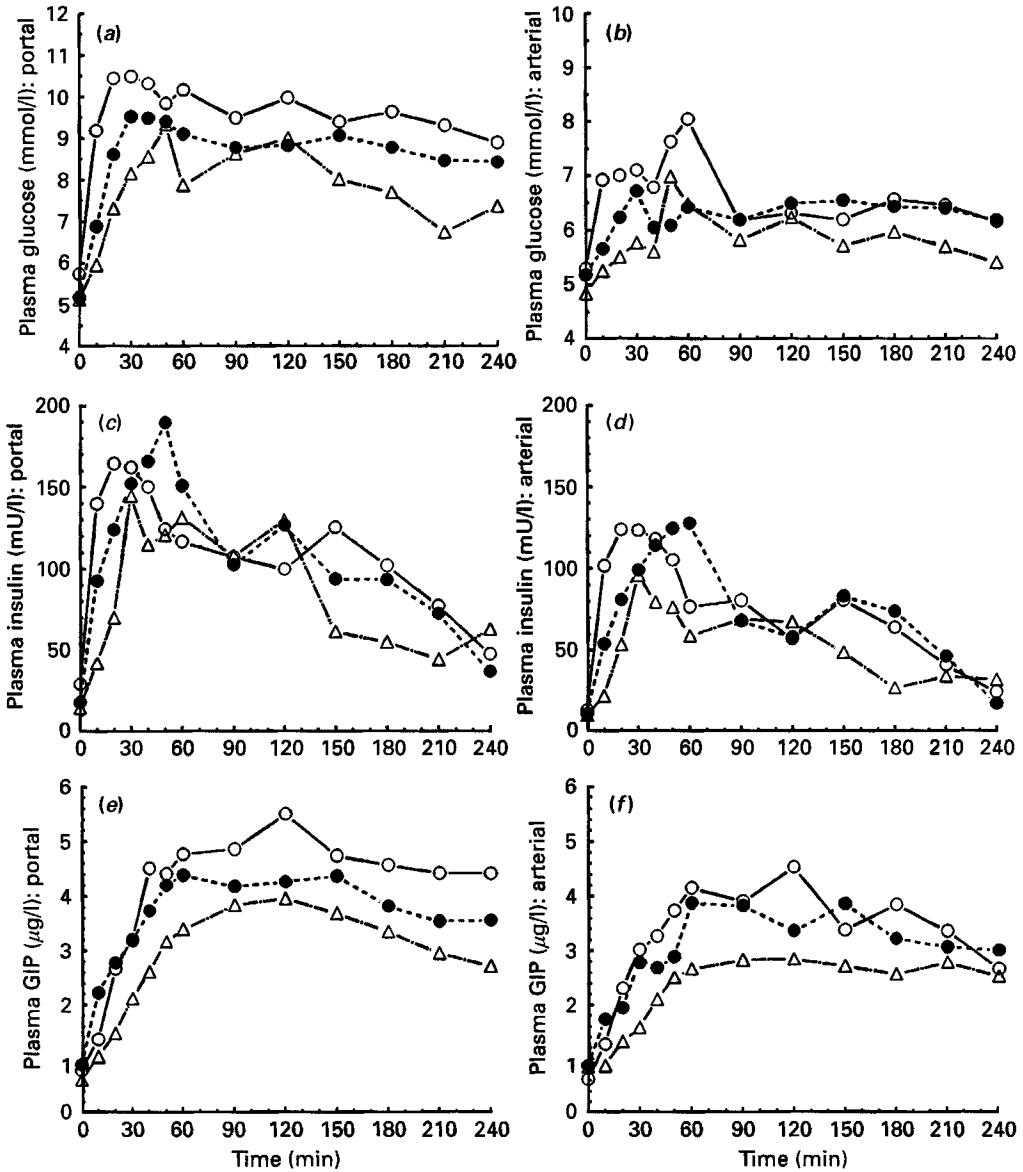 (a)
Plasma glucose (mmol/l): portal
12
11
10
9
8
7
6
5
4
0 30 60 90 120 150 180 210 240
(b)
Plasma glucose (mmol/l): arterial
10
9
8
7
6
5
4
0 30 60 90 120 150 180 210 240
(c)
Plasma insulin (mU/l): portal
200
150
100
50
0
0 30 60 90 120 150 180 210 240
(d)
Plasma insulin (mU/l): arterial
200
150
100
50
0
0 30 60 90 120 150 180 210 240
(e)
Plasma GIP (μg/l): portal
6
5
4
3
2
1
0
0 30 60 90 120 150 180 210 240
Time (min)
(f)
Plasma GIP (μg/l): arterial
6
5
4
3
2
1
0
0 30 60 90 120 150 180 210 240
Time (min)